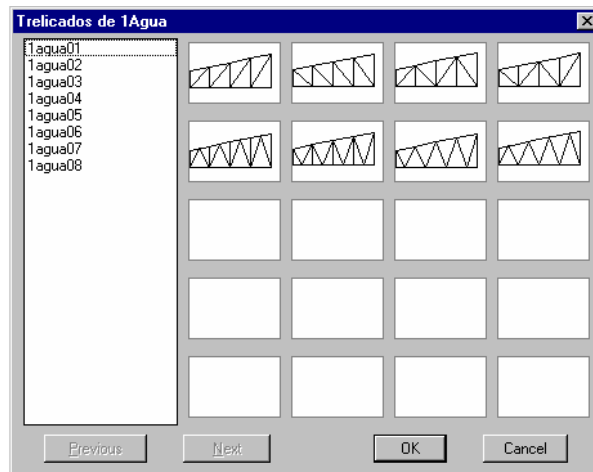 Trelicados de 1Agua
1agua01
1agua02
1agua03
1agua04
1agua05
1agua06
1agua07
1agua08
Previous
Next
OK
Cancel